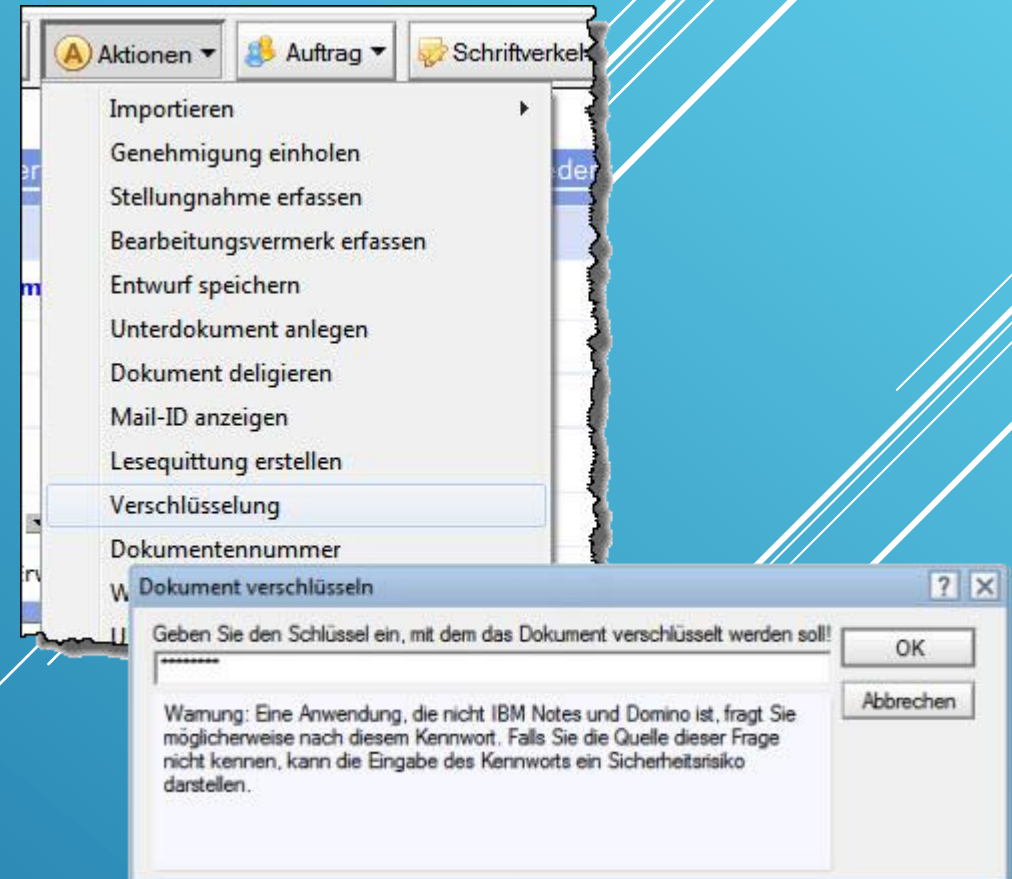 Aktionen Auftrag Schriftverkeh
Importieren
Genehmigung einholen
Stellungnahme erfassen
Bearbeitungsvermerk erfassen
Entwurf speichern
Unterdokument anlegen
Dokument deligieren
Mail-ID anzeigen
Lesequittung erstellen
Verschlüsselung
Dokumentennummer
Dokument verschlüsseln
Geben Sie den Schlüssel ein, mit dem das Dokument verschlüsselt werden soll!
********
OK
Abbrechen
Warnung: Eine Anwendung, die nicht IBM Notes und Domino ist, fragt Sie
möglicherweise nach diesem Kennwort. Falls Sie die Quelle dieser Frage
nicht kennen, kann die Eingabe des Kennworts ein Sicherheitsrisiko
darstellen.